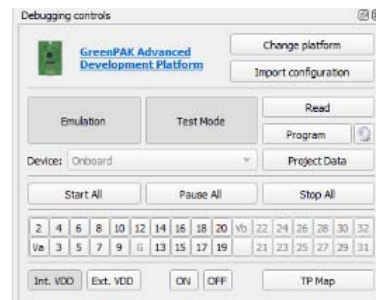 Debugging controls
GreenPAK Advanced
Development Platform
Change platform
Import configuration
Emulation
Test Mode
Read
Program
Device: Onboard
Project Data
Start All
Pause All
Stop All
2 4 6 8 10 12 14 16 18 20 Vb 22 24 26 28 30 32
Va 3 5 7 9 G 13 15 17 19 21 23 25 27 29 31
Int. VDD Ext. VDD ON OFF TP Map